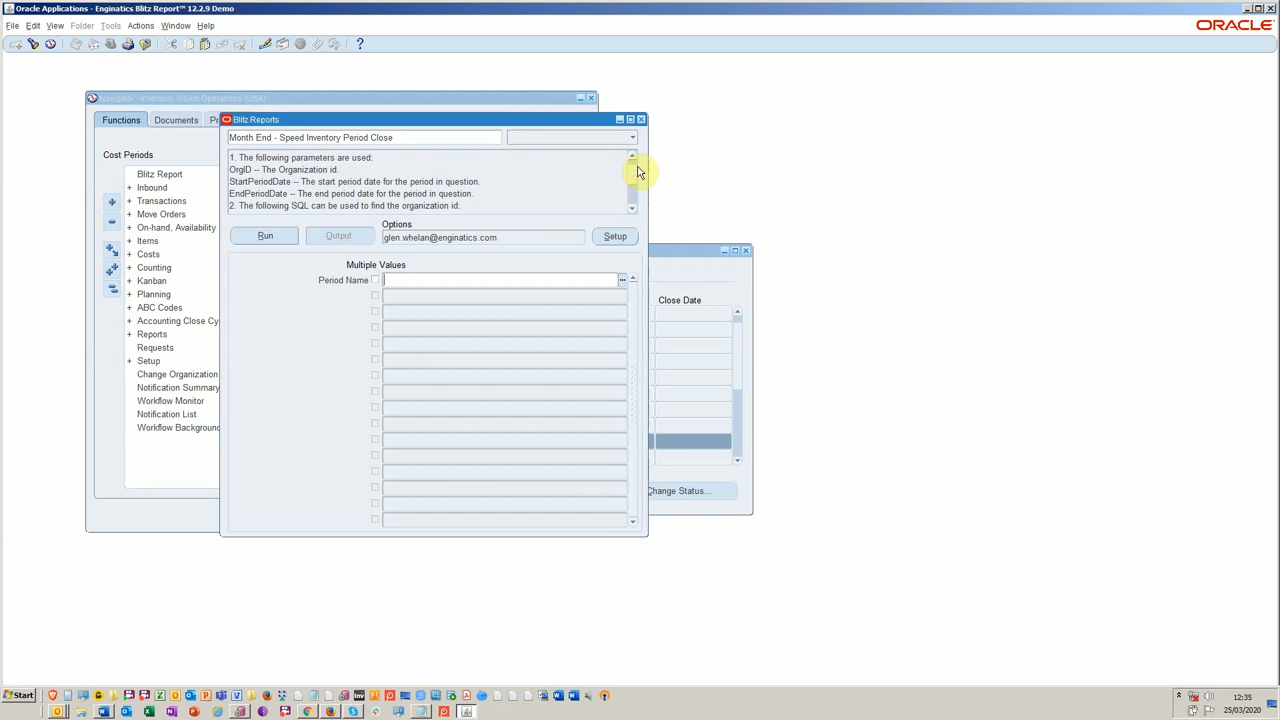 Oracle Applications - Enginatics Blitz Report™ 12.2.9 Demo
File Edit View Folder Tools Actions Window Help
ORACLE
Navigator - Inventory, Vision Operations (USA)
Functions Documents Pr
Cost Periods
Blitz Report
+ Inbound
+ Transactions
+ Move Orders
+ On-hand, Availability
+ Items
+ Costs
+ Counting
+ Kanban
+ Planning
+ ABC Codes
+ Accounting Close Cy
+ Reports
Requests
+ Setup
Change Organization
Notification Summary
Workflow Monitor
Notification List
Workflow Background
Blitz Reports
Month End - Speed Inventory Period Close
1. The following parameters are used:
OrgID -- The Organization id.
StartPeriodDate -- The start period date for the period in question.
EndPeriodDate -- The end period date for the period in question.
2. The following SQL can be used to find the organization id:
Options
Run Output glen.whelan@enginatics.com Setup
Multiple Values
Period Name
Close Date
Change Status...
Start
12:35
25/03/2020